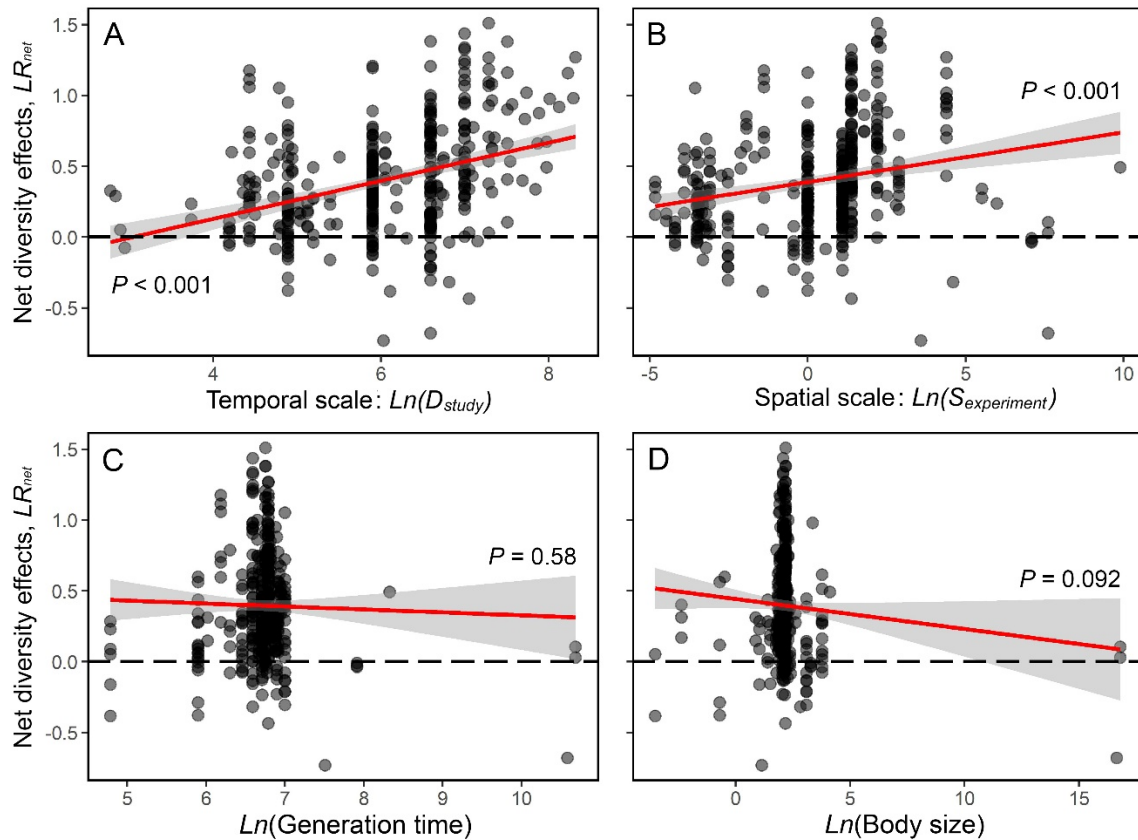 A
B
Net diversity effects, LRnet
1.5
1.0
0.5
0.0
-0.5
P < 0.001
P < 0.001
4
6
8
-5
0
5
10
Temporal scale: Ln(Dstudy)
Spatial scale: Ln(Sexperiment)
C
D
Net diversity effects, LRnet
1.5
1.0
0.5
0.0
-0.5
P = 0.58
P = 0.092
5
6
7
8
9
10
0
5
10
15
Ln(Generation time)
Ln(Body size)